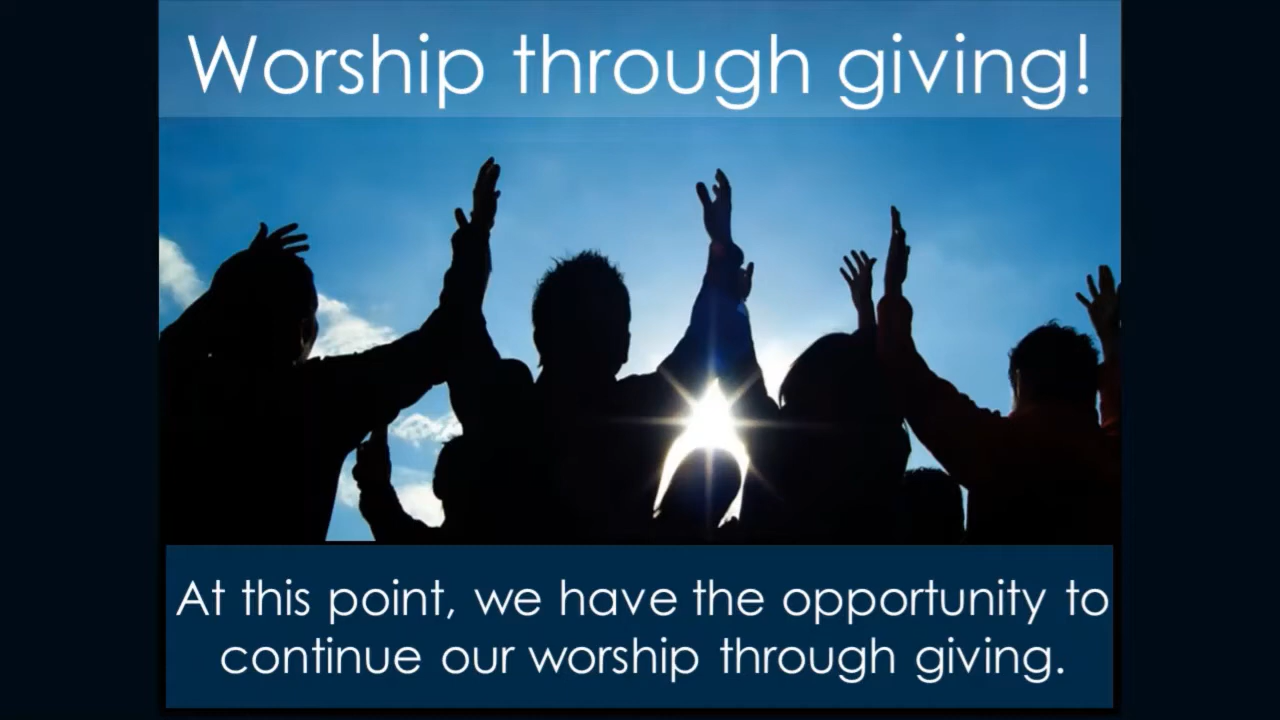 Worship through giving!
At this point, we have the opportunity to
continue our worship through giving.